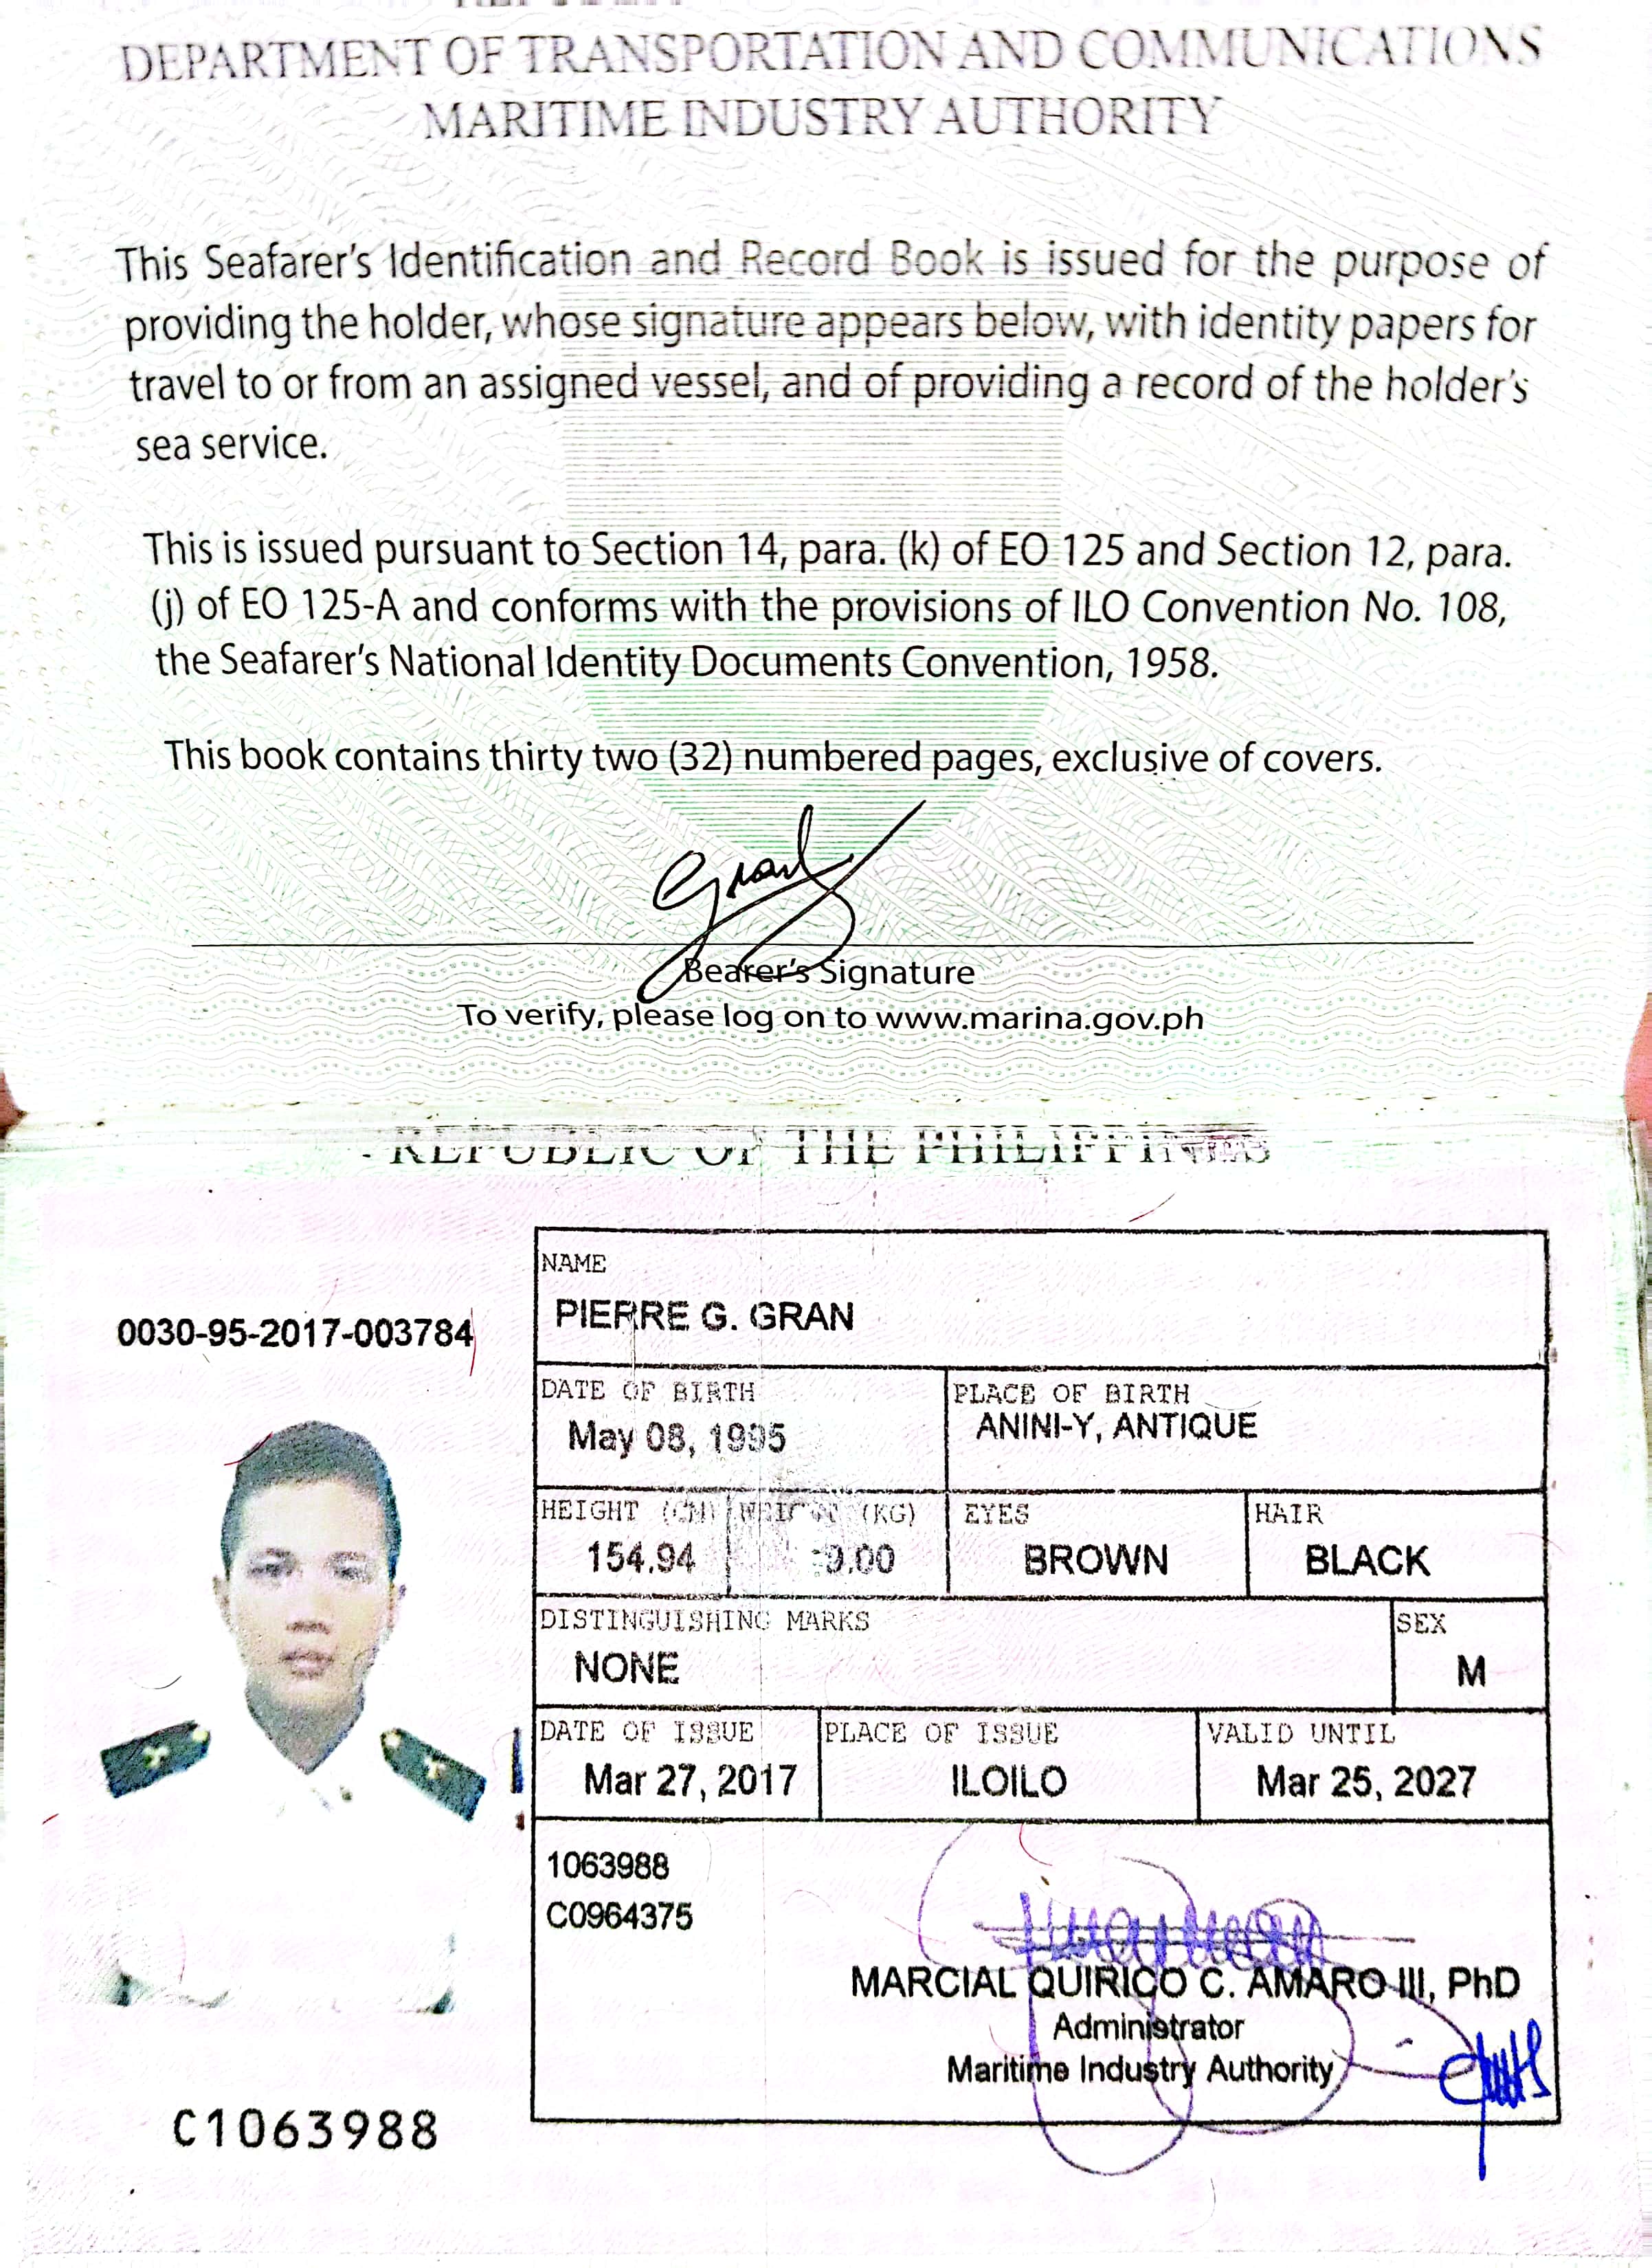 DEPARTMENT OF TRANSPORTATION AND COMMUNICATIONS
MARITIME INDUSTRY AUTHORITY
This Seafarer's Identification and Record Book is issued for the purpose of
providing the holder, whose signature appears below, with identity papers for
travel to or from an assigned vessel, and of providing a record of the holder's
sea service.
This is issued pursuant to Section 14, para. (k) of EO 125 and Section 12, para.
(j) of EO 125-A and conforms with the provisions of ILO Convention No. 108,
the Seafarer's National Identity Documents Convention, 1958.
This book contains thirty two (32) numbered pages, exclusive of covers.
Bearer's Signature
To verify, please log on to www.marina.gov.ph
REPUBLIC OF THE PHILIPPINES
0030-95-2017-003784
NAME
PIERRE G. GRAN
DATE OF BIRTH PLACE OF BIRTH
May 08, 1995 ANINI-Y, ANTIQUE
HEIGHT (CM) WEIGHT (KG) EYES HAIR
154.94 BROWN BLACK
DISTINGUISHING MARKS SEX
NONE M
DATE OF ISSUE PLACE OF ISSUE VALID UNTIL
Mar 27, 2017 ILOILO Mar 25, 2027
1063988
C0964375
MARCIAL QUIRICO C. AMARO III, PhD
Administrator
Maritime Industry Authority
C1063988